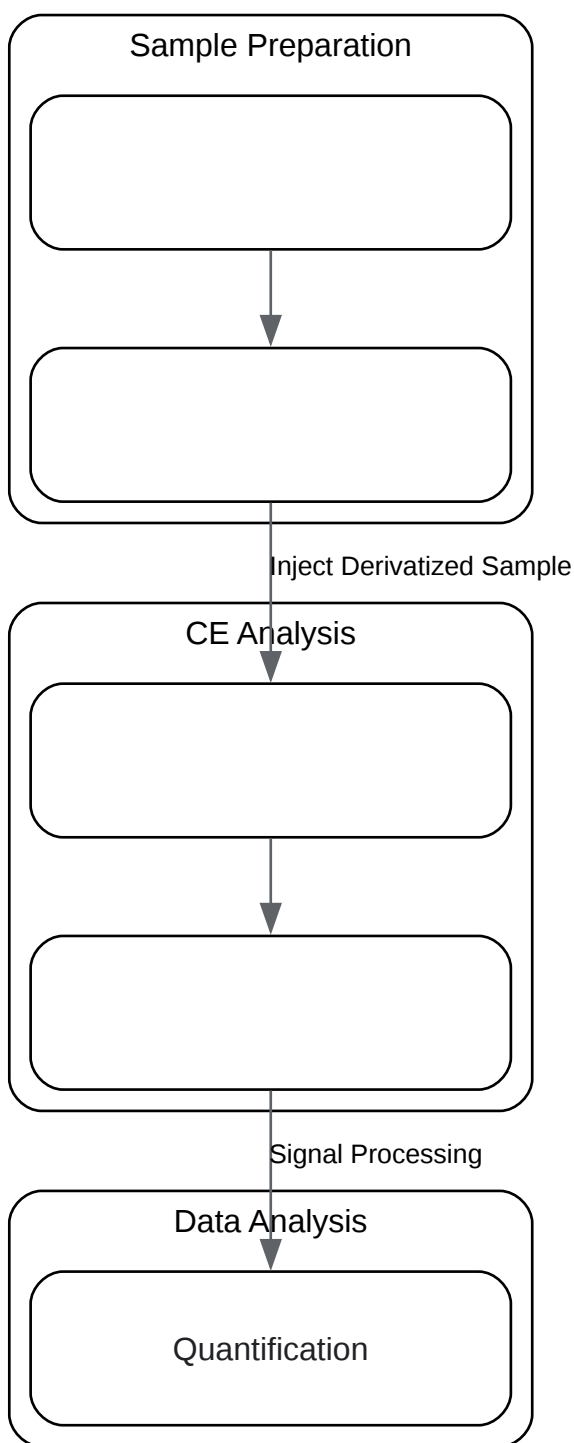 Sample Preparation
Inject Derivatized Sample
CE Analysis
Signal Processing
Data Analysis
Quantification